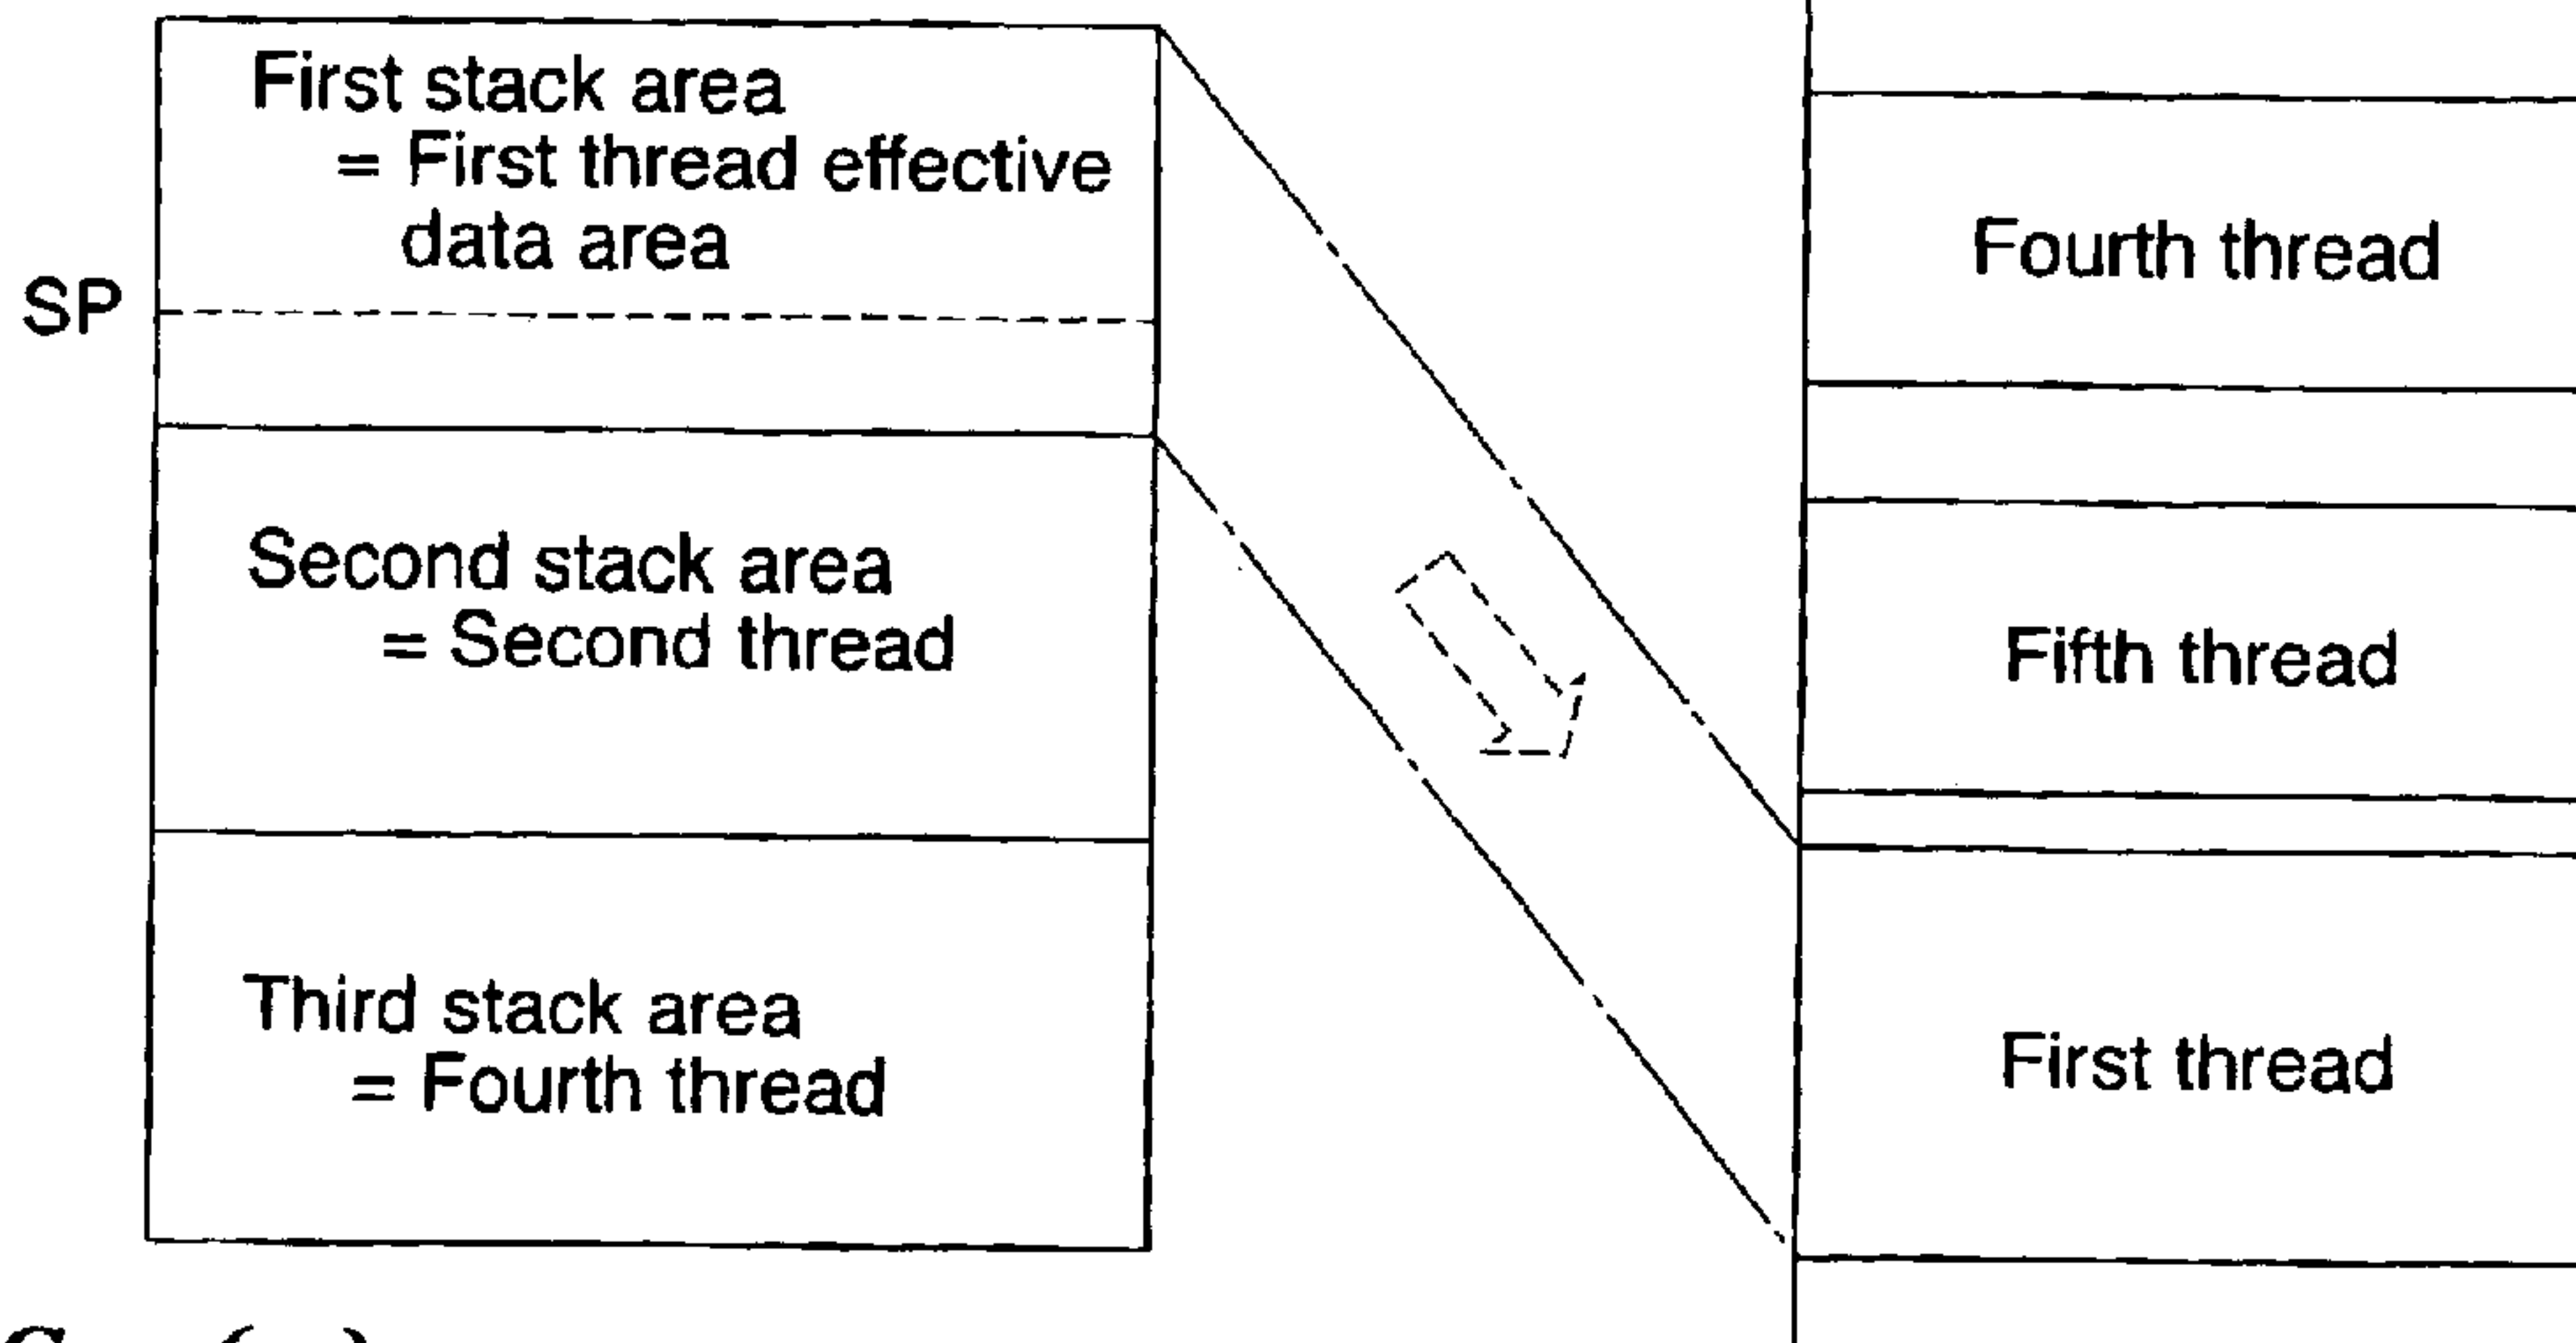 First stack area
= First thread effective
data area
SP
Second stack area
= Second thread
Third stack area
= Fourth thread
Fourth thread
Fifth thread
First thread